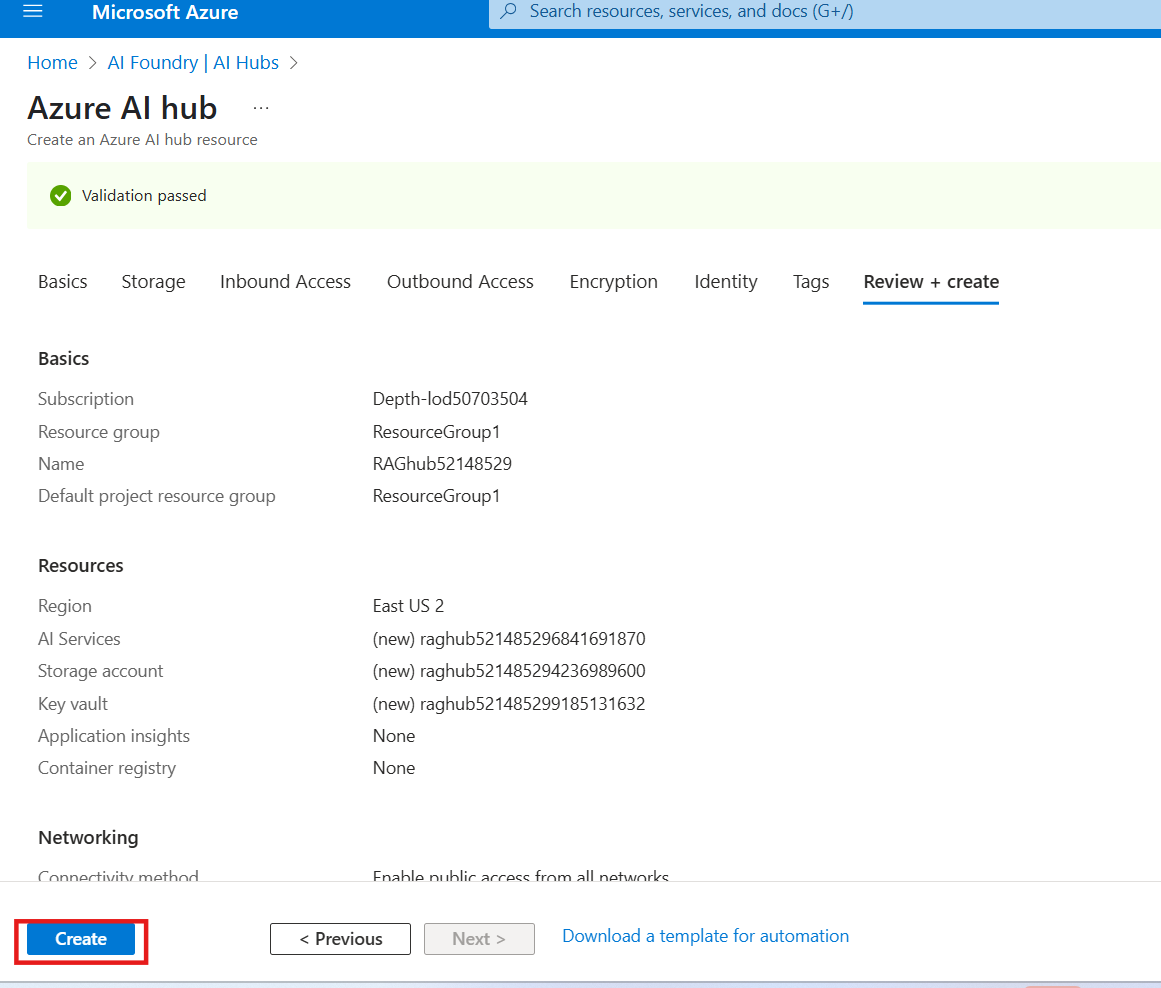 Microsoft Azure
Search resources, services, and docs (G+/)
Home > AI Foundry | AI Hubs >
Azure AI hub ...
Create an Azure AI hub resource
Validation passed
Basics Storage Inbound Access Outbound Access Encryption Identity Tags Review + create
Basics
Subscription Depth-lod50703504
Resource group ResourceGroup1
Name RAGhub52148529
Default project resource group ResourceGroup1
Resources
Region East US 2
AI Services (new) raghub521485296841691870
Storage account (new) raghub521485294236989600
Key vault (new) raghub521485299185131632
Application insights None
Container registry None
Networking
Connectivity method Enable public access from all networks
Create < Previous Next > Download a template for automation